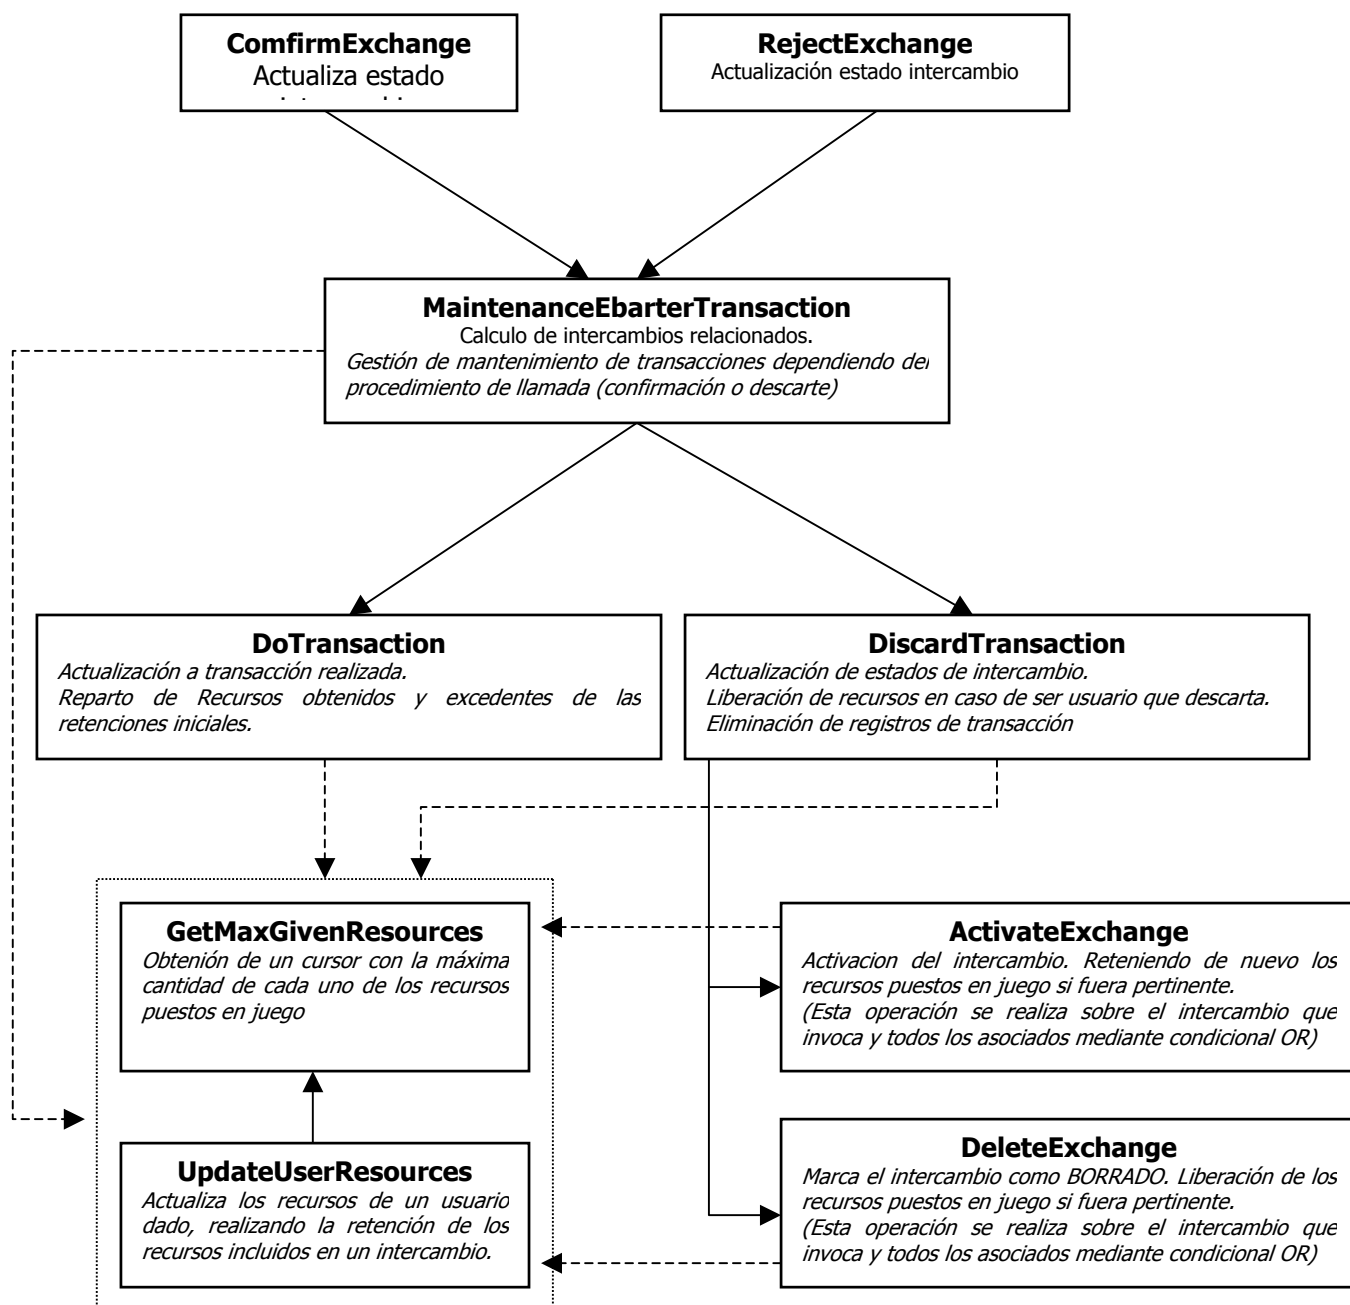 ComfirmExchange
Actualiza estado
RejectExchange
Actualización estado intercambio
MaintenanceEbarterTransaction
Calculo de intercambios relacionados.
Gestión de mantenimiento de transacciones dependiendo del
procedimiento de llamada (confirmación o descarte)
DoTransaction
Actualización a transacción realizada.
Reparto de Recursos obtenidos y excedentes de las
retenciones iniciales.
DiscardTransaction
Actualización de estados de intercambio.
Liberación de recursos en caso de ser usuario que descarta.
Eliminación de registros de transacción
GetMaxGivenResources
Obtenión de un cursor con la máxima
cantidad de cada uno de los recursos
puestos en juego
ActivateExchange
Activacion del intercambio. Reteniendo de nuevo los
recursos puestos en juego si fuera pertinente.
(Esta operación se realiza sobre el intercambio que
invoca y todos los asociados mediante condicional OR)
UpdateUserResources
Actualiza los recursos de un usuario
dado, realizando la retención de los
recursos incluidos en un intercambio.
DeleteExchange
Marca el intercambio como BORRADO. Liberación de los
recursos puestos en juego si fuera pertinente.
(Esta operación se realiza sobre el intercambio que
invoca y todos los asociados mediante condicional OR)